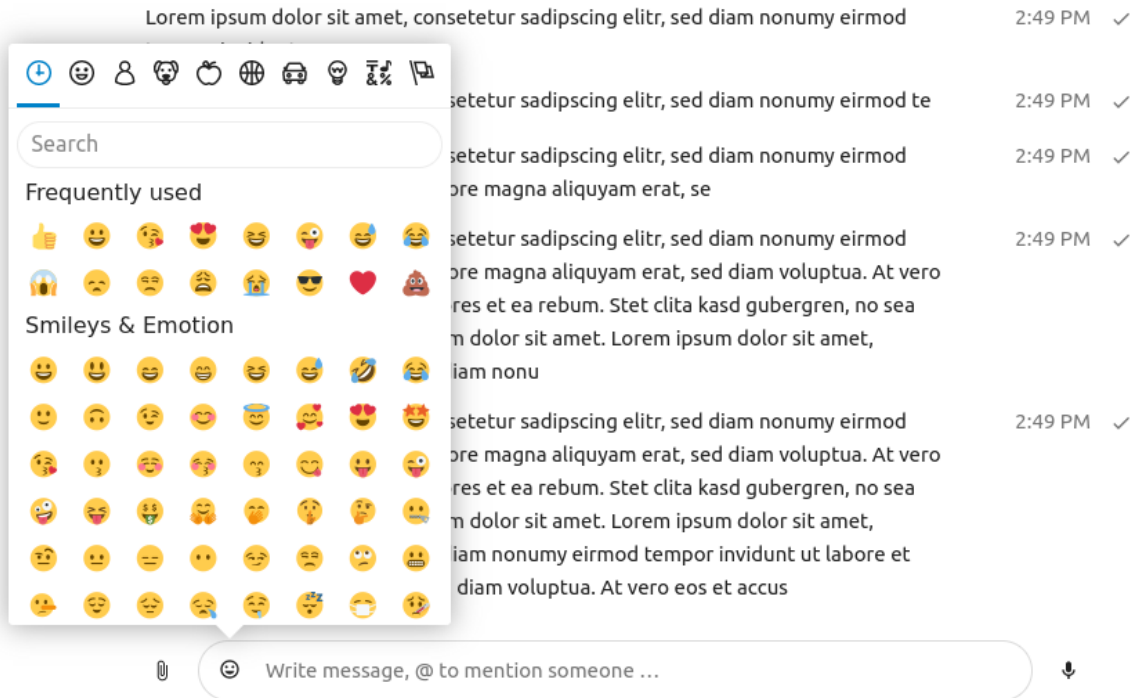 Lorem ipsum dolor sit amet, consetetur sadipscing elitr, sed diam nonumy eirmod 2:49 PM
Search
Frequently used
Smileys & Emotion
setetur sadipscing elitr, sed diam nonumy eirmod te 2:49 PM
setetur sadipscing elitr, sed diam nonumy eirmod 2:49 PM
ore magna aliquyam erat, se
setetur sadipscing elitr, sed diam nonumy eirmod 2:49 PM
ore magna aliquyam erat, sed diam voluptua. At vero
res et ea rebum. Stet clita kasd gubergren, no sea
m dolor sit amet. Lorem ipsum dolor sit amet,
iam nonu
setetur sadipscing elitr, sed diam nonumy eirmod 2:49 PM
ore magna aliquyam erat, sed diam voluptua. At vero
res et ea rebum. Stet clita kasd gubergren, no sea
m dolor sit amet. Lorem ipsum dolor sit amet,
iam nonumy eirmod tempor invidunt ut labore et
diam voluptua. At vero eos et accus
Write message, @ to mention someone …